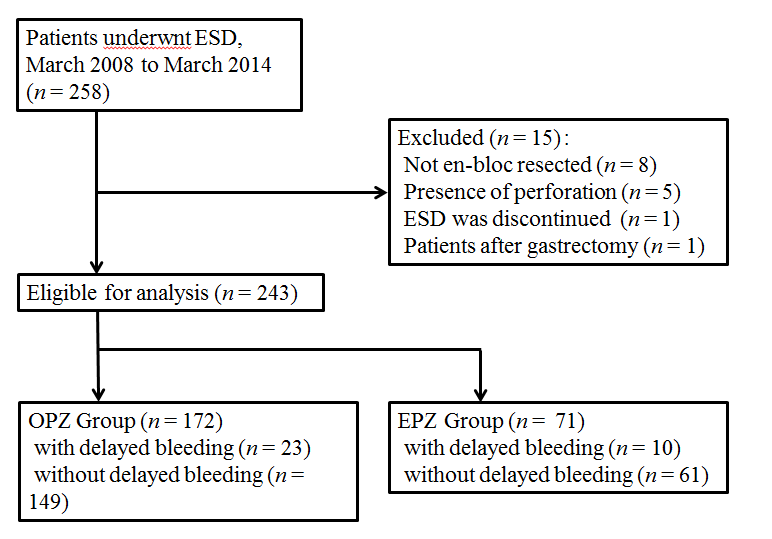 Patients underwnt ESD,
March 2008 to March 2014
(n = 258)
Excluded (n = 15):
Not en-bloc resected (n = 8)
Presence of perforation (n = 5)
ESD was discontinued (n = 1)
Patients after gastrectomy (n = 1)
Eligible for analysis (n = 243)
OPZ Group (n = 172)
with delayed bleeding (n = 23)
without delayed bleeding (n =
149)
EPZ Group (n = 71)
with delayed bleeding (n = 10)
without delayed bleeding (n = 61)